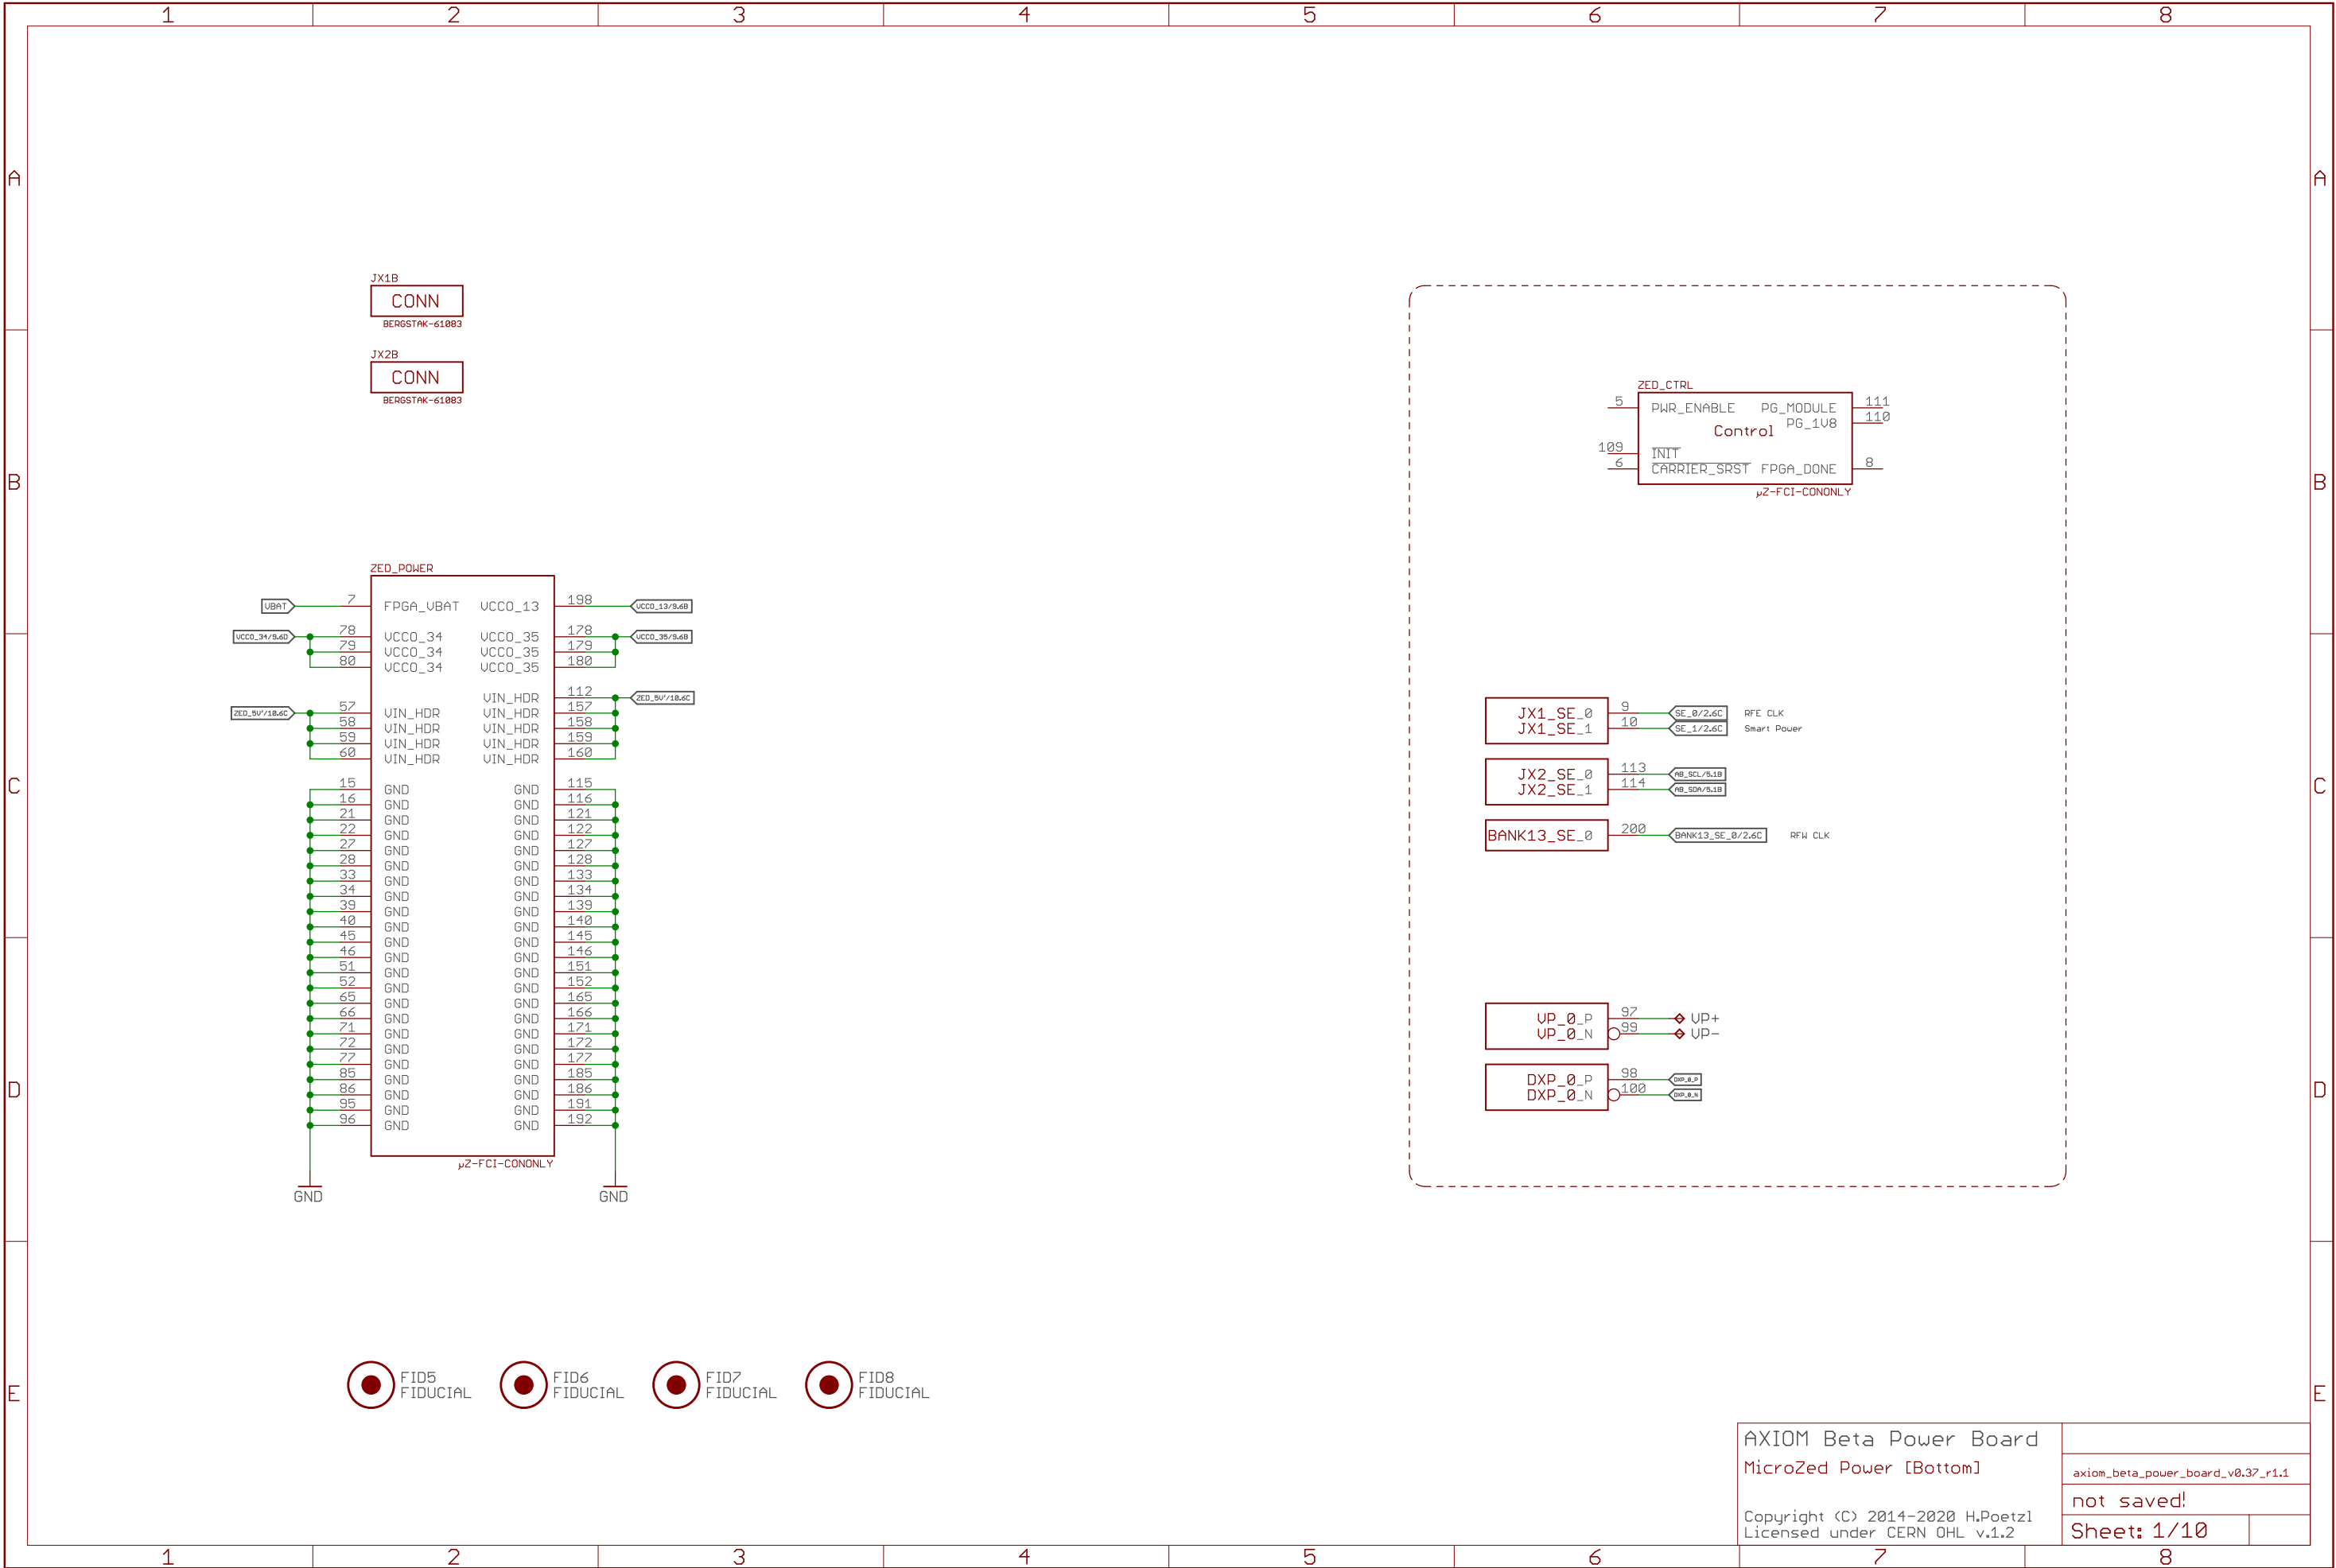 1 2 3 4 5 6 7 8
A A
JX1B
CONN
BERGSTAK-61083
JX2B
CONN
BERGSTAK-61083
ZED_CTRL
5 PWR_ENABLE PG_MODULE 111
PG_1V8 110
Control
109 INIT
6 CARRIER_SRST FPGA_DONE 8
µZ-FCI-CONONLY
B B
ZED_POWER
VBAT 7 FPGA_VBAT VCCO_13 198 VCCO_13/9.6B
VCCO_34/9.6D 78 VCCO_34 VCCO_35 178 VCCO_35/9.6B
79 VCCO_34 VCCO_35 179
80 VCCO_34 VCCO_35 180
VIN_HDR 112 ZED_5V'/10.6C
ZED_5V'/10.6C 57 VIN_HDR VIN_HDR 157
58 VIN_HDR VIN_HDR 158
59 VIN_HDR VIN_HDR 159
60 VIN_HDR VIN_HDR 160
15 GND GND 115
16 GND GND 116
21 GND GND 121
22 GND GND 122
27 GND GND 127
28 GND GND 128
33 GND GND 133
34 GND GND 134
39 GND GND 139
40 GND GND 140
45 GND GND 145
46 GND GND 146
51 GND GND 151
52 GND GND 152
65 GND GND 165
66 GND GND 166
71 GND GND 171
72 GND GND 172
77 GND GND 177
85 GND GND 185
86 GND GND 186
95 GND GND 191
96 GND GND 192
µZ-FCI-CONONLY
GND GND
JX1_SE_0 9 SE_0/2.6C RFE CLK
JX1_SE_1 10 SE_1/2.6C Smart Power
JX2_SE_0 113 AB_SCL/5.1B
JX2_SE_1 114 AB_SDA/5.1B
BANK13_SE_0 200 BANK13_SE_0/2.6C RFW CLK
C C
VP_0_P 97 VP+
VP_0_N 99 VP-
DXP_0_P 98 DXP_0_P
DXP_0_N 100 DXP_0_N
D D
FID5
FIDUCIAL
FID6
FIDUCIAL
FID7
FIDUCIAL
FID8
FIDUCIAL
E E
AXIOM Beta Power Board
MicroZed Power [Bottom]
Copyright (C) 2014-2020 H.Poetzl
Licensed under CERN OHL v.1.2
axiom_beta_power_board_v0.37_r1.1
not saved!
Sheet: 1/10
1 2 3 4 5 6 7 8